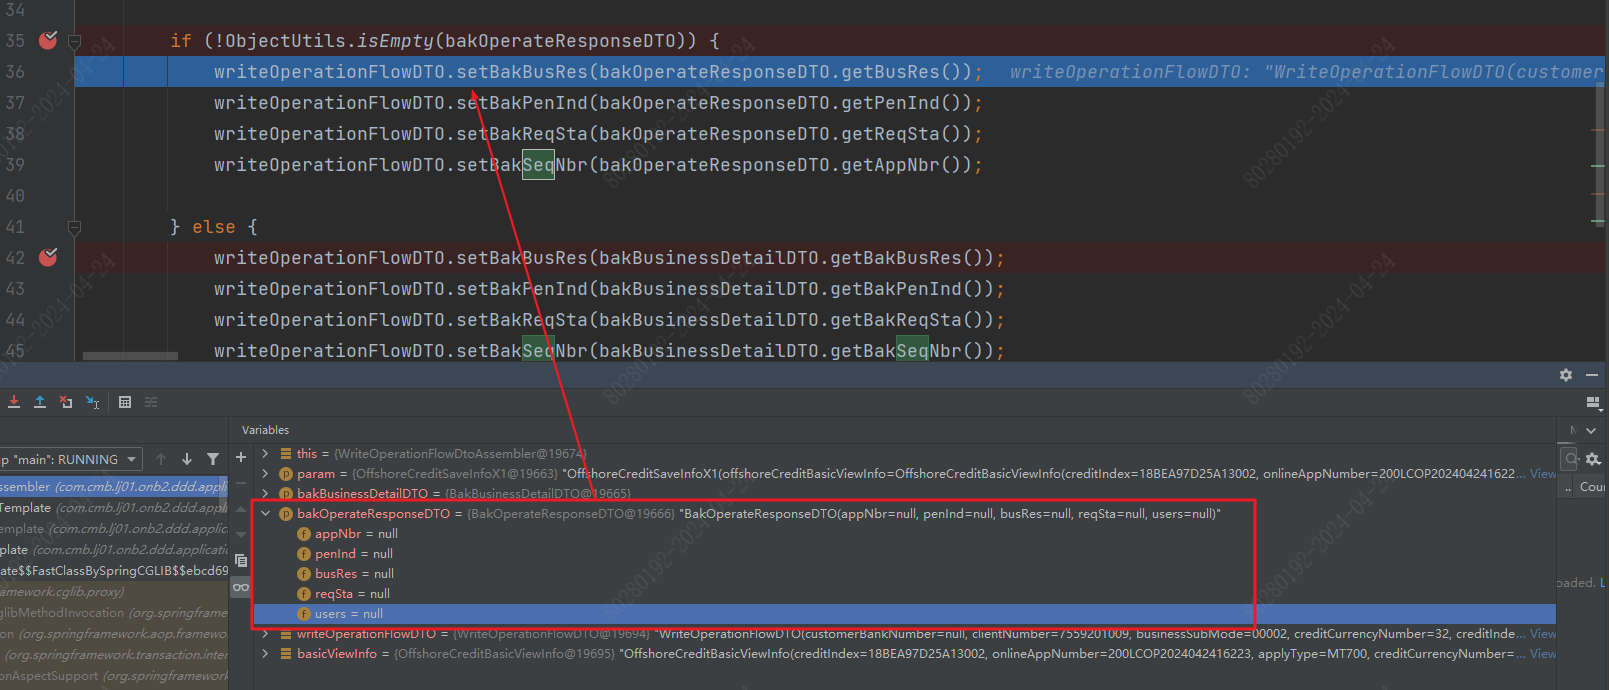 34
35 if (!ObjectUtils.isEmpty(bakOperateResponseDTO)) {
36 writeOperationFlowDTO.setBakBusRes(bakOperateResponseDTO.getBusRes()); writeOperationFlowDTO: "WriteOperationFlowDTO(customer
37 writeOperationFlowDTO.setBakPenInd(bakOperateResponseDTO.getPenInd());
38 writeOperationFlowDTO.setBakReqSta(bakOperateResponseDTO.getReqSta());
39 writeOperationFlowDTO.setBakSeqNbr(bakOperateResponseDTO.getAppNbr());
40
41 } else {
42 writeOperationFlowDTO.setBakBusRes(bakBusinessDetailDTO.getBakBusRes());
43 writeOperationFlowDTO.setBakPenInd(bakBusinessDetailDTO.getBakPenInd());
44 writeOperationFlowDTO.setBakReqSta(bakBusinessDetailDTO.getBakReqSta());
45 writeOperationFlowDTO.setBakSeqNbr(bakBusinessDetailDTO.getBakSeqNbr());
Variables
p "main": RUNNING
ssembler (com.cmb.lj01.onb2.ddd.appli
Template (com.cmb.lj01.onb2.ddd.applic
emplate (com.cmb.lj01.onb2.ddd.applic
plate (com.cmb.lj01.onb2.ddd.applicati
ate$$FastClassBySpringCGLIB$$ebcd69
amework.cglib.proxy)
glibMethodInvocation (org.springframe
on (org.springframework.aop.framewo
(org.springframework.transaction.inter
onAspectSupport (org.springframework
this = {WriteOperationFlowDtoAssembler@19674}
param = {OffshoreCreditSaveInfoX1@19663} "OffshoreCreditSaveInfoX1(offshoreCreditBasicViewInfo=OffshoreCreditBasicViewInfo(creditIndex=18BEA97D25A13002, onlineAppNumber=200LCOP202404241622... View
bakBusinessDetailDTO = {BakBusinessDetailDTO@19665}
bakOperateResponseDTO = {BakOperateResponseDTO@19666} "BakOperateResponseDTO(appNbr=null, penInd=null, busRes=null, reqSta=null, users=null)"
appNbr = null
penInd = null
busRes = null
reqSta = null
users = null
writeOperationFlowDTO = {WriteOperationFlowDTO@19694} "WriteOperationFlowDTO(customerBankNumber=null, clientNumber=7559201009, businessSubMode=00002, creditCurrencyNumber=32, creditInde... View
basicViewInfo = {OffshoreCreditBasicViewInfo@19695} "OffshoreCreditBasicViewInfo(creditIndex=18BEA97D25A13002, onlineAppNumber=200LCOP2024042416223, applyType=MT700, creditCurrencyNumber=... View
M
.. Cour
oaded. L
80280192-2024-04-24